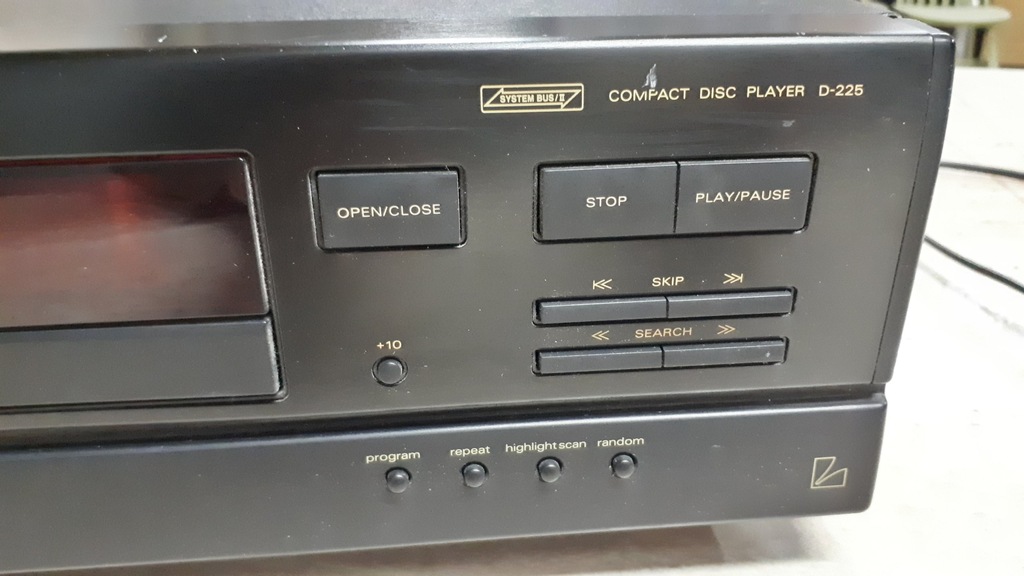 SYSTEM BUS/II
COMPACT DISC PLAYER D-225
OPEN/CLOSE
STOP
PLAY/PAUSE
SKIP
SEARCH
+10
program
repeat
highlight scan
random